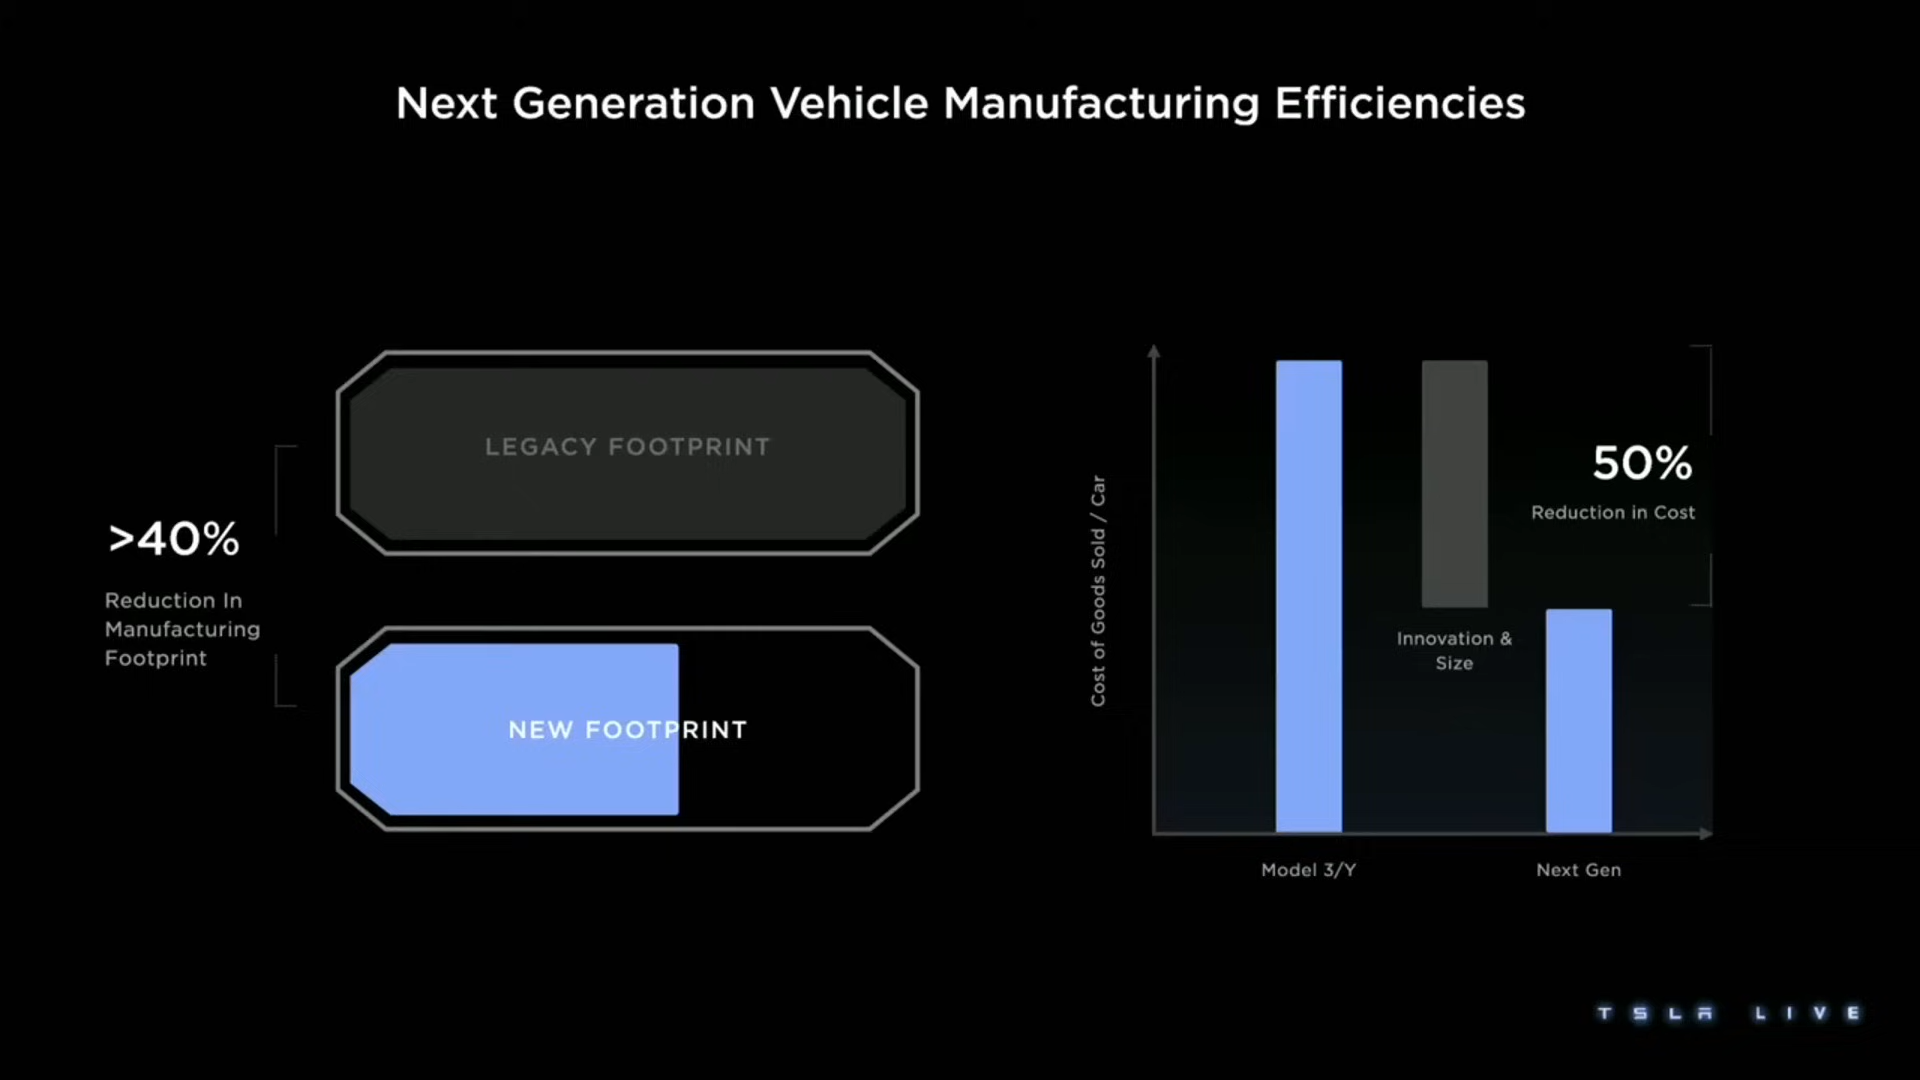 Next Generation Vehicle Manufacturing Efficiencies
>40%
Reduction In
Manufacturing
Footprint
LEGACY FOOTPRINT
NEW FOOTPRINT
Cost of Goods Sold / Car
50%
Reduction in Cost
Innovation &
Size
Model 3/Y
Next Gen
TSLA LIVE